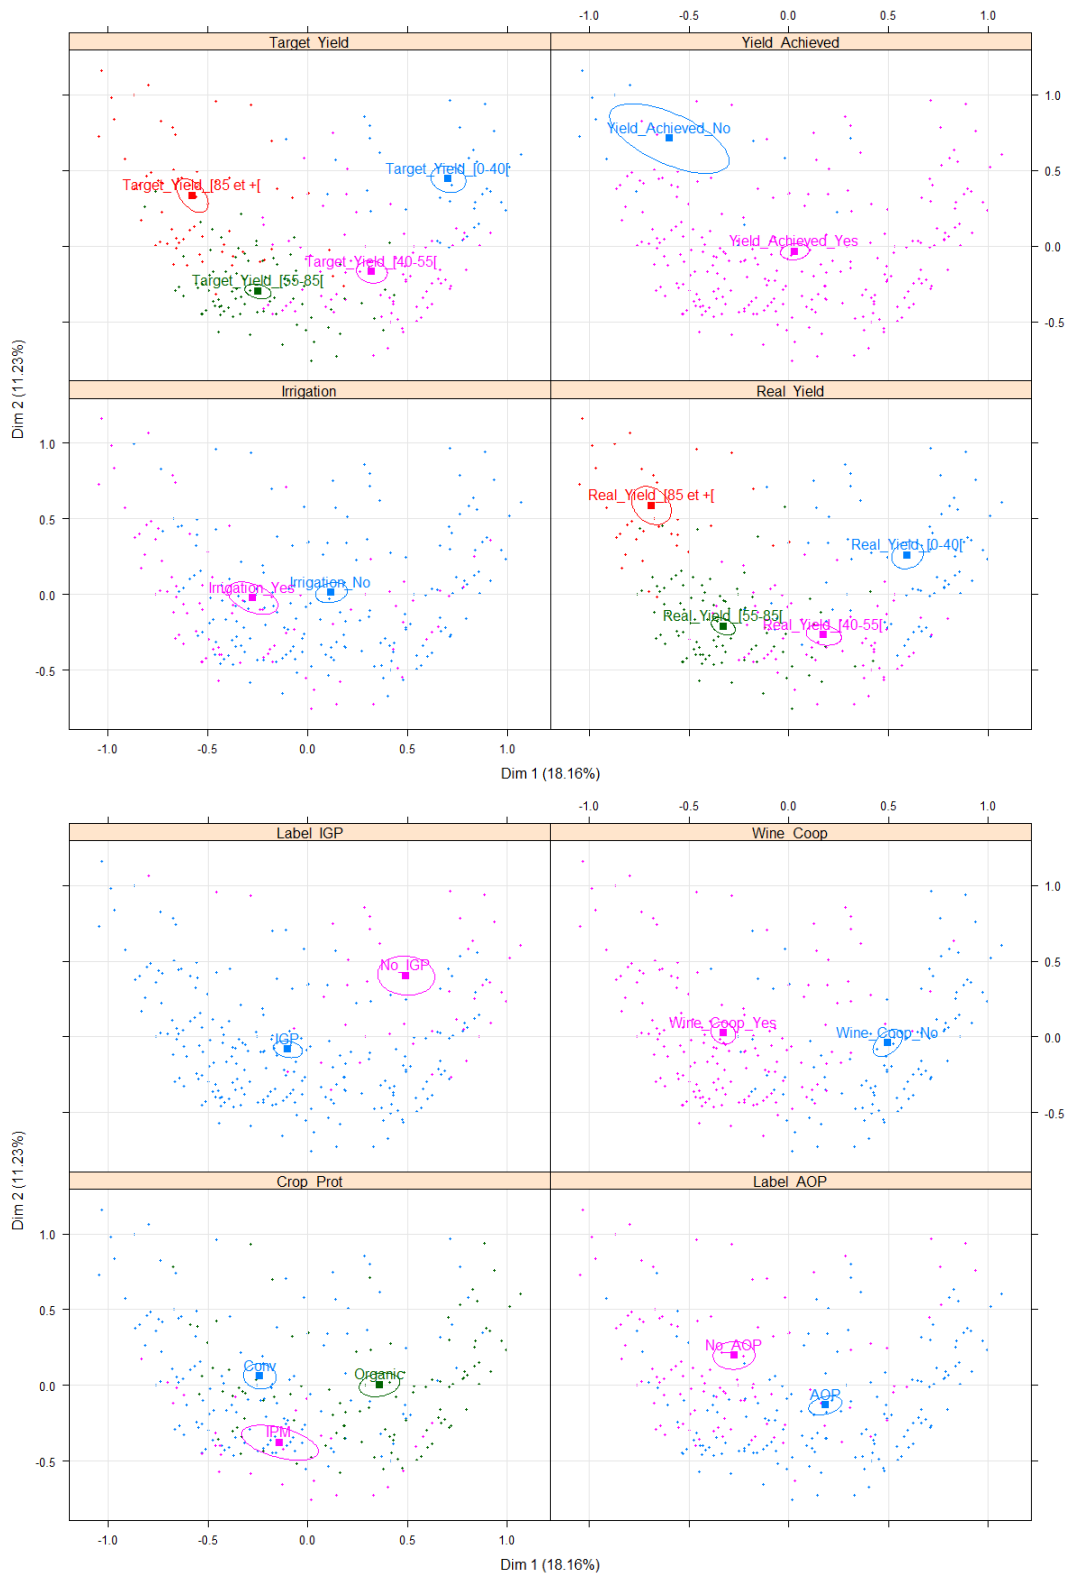 -1.0 -0.5 0.0 0.5 1.0
Target_Yield Yield_Achieved
Target_Yield_[85 et +[
Target_Yield_[0-40[
Target_Yield_[40-55[
Target_Yield_[55-85[
Yield_Achieved_No
Yield_Achieved_Yes
1.0
0.5
0.0
-0.5
Irrigation Real_Yield
1.0
0.5
0.0
-0.5
Irrigation_Yes
Irrigation_No
Real_Yield_[85 et +[
Real_Yield_[0-40[
Real_Yield_[55-85[
Real_Yield_[40-55[
Dim 2 (11.23%)
-1.0 -0.5 0.0 0.5 1.0
Dim 1 (18.16%)
-1.0 -0.5 0.0 0.5 1.0
Label_IGP Wine_Coop
No_IGP
IGP
Wine_Coop_Yes
Wine_Coop_No
1.0
0.5
0.0
-0.5
Crop_Prot Label_AOP
1.0
0.5
0.0
-0.5
Conv
Organic
IPM
No_AOP
AOP
Dim 2 (11.23%)
-1.0 -0.5 0.0 0.5 1.0
Dim 1 (18.16%)